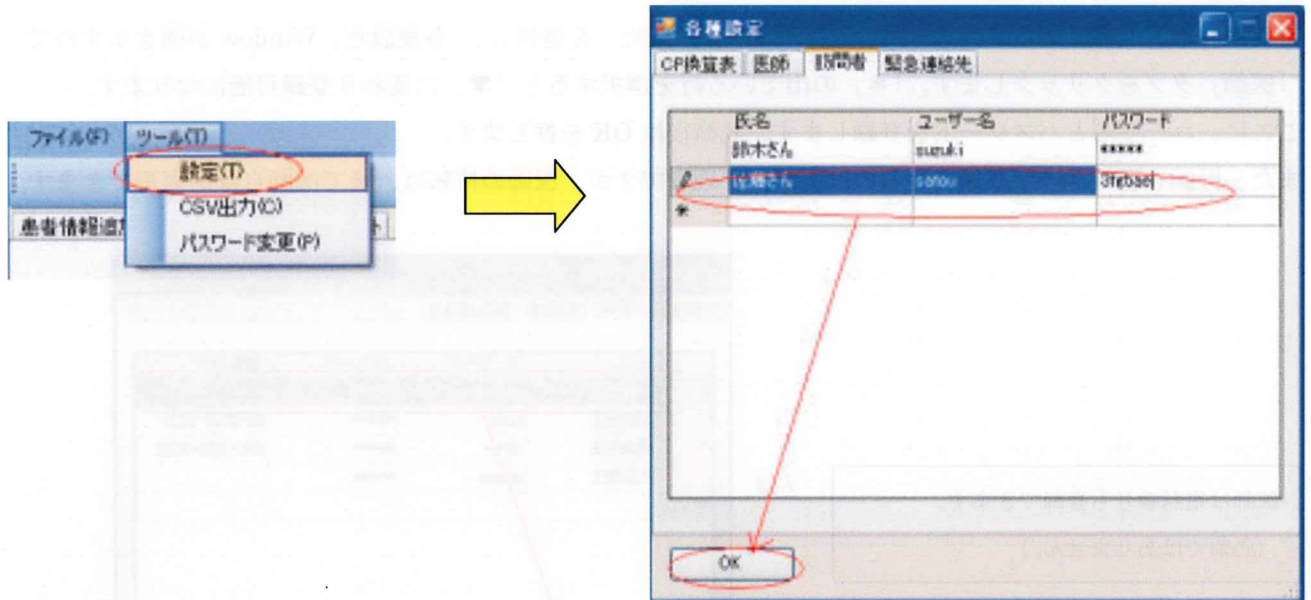 ファイル(F) ツール(T)
設定(T)
CSV出力(C)
パスワード変更(P)
患者情報追
各種設定
CP換算表 医師 訪問者 緊急連絡先
氏名 ユーザー名 パスワード
鈴木さん suzuki *****
佐藤さん satou
*
OK